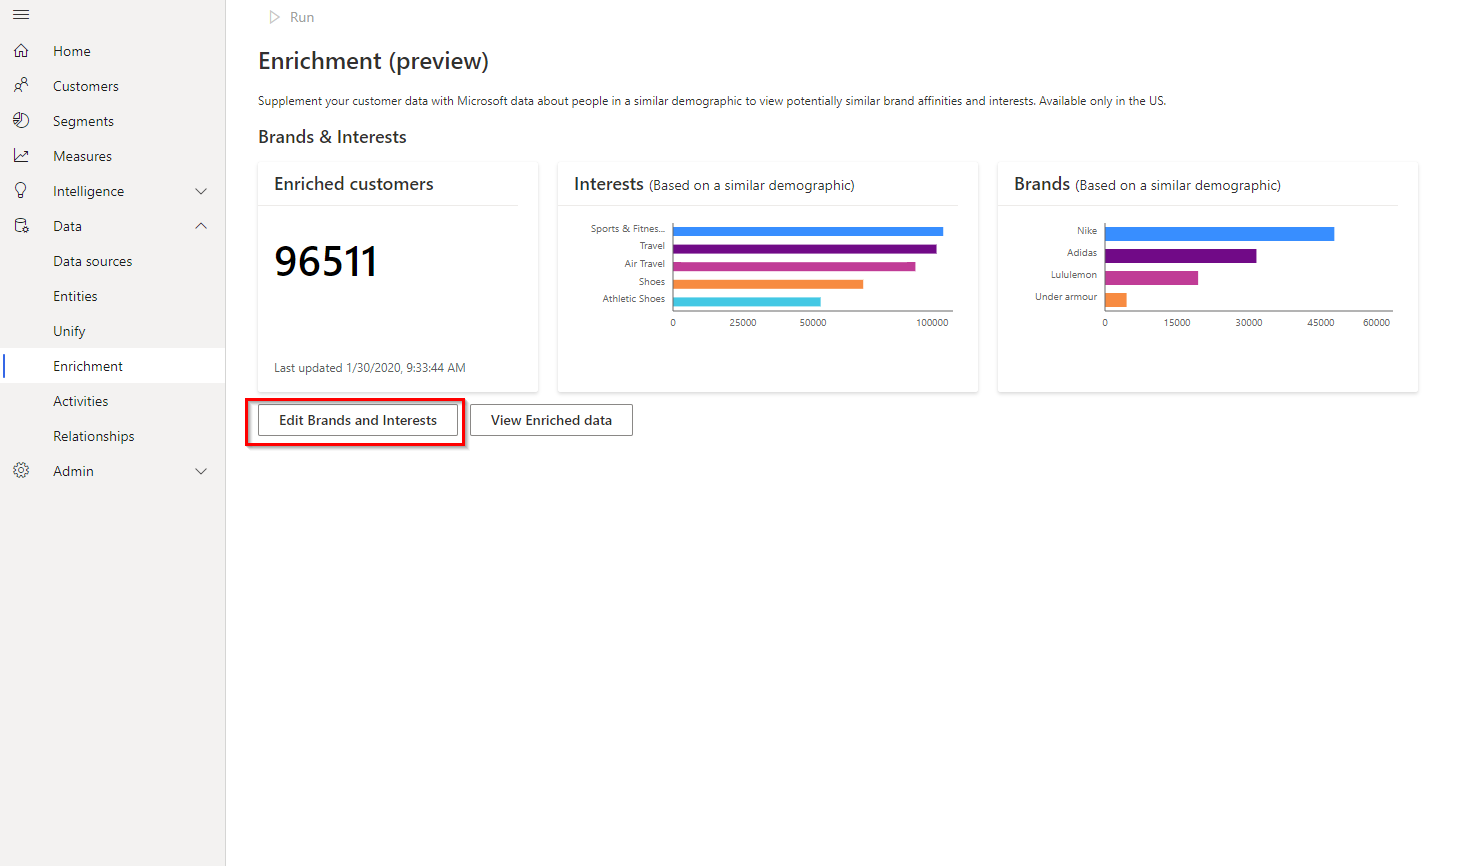 Run
Home
Customers
Segments
Measures
Intelligence
Data
Data sources
Entities
Unify
Enrichment
Activities
Relationships
Admin
Enrichment (preview)
Supplement your customer data with Microsoft data about people in a similar demographic to view potentially similar brand affinities and interests. Available only in the US.
Brands & Interests
Enriched customers
96511
Last updated 1/30/2020, 9:33:44 AM
Interests (Based on a similar demographic)
Sports & Fitnes...
Travel
Air Travel
Shoes
Athletic Shoes
0 25000 50000 100000
Brands (Based on a similar demographic)
Nike
Adidas
Lululemon
Under armour
0 15000 30000 45000 60000
Edit Brands and Interests
View Enriched data